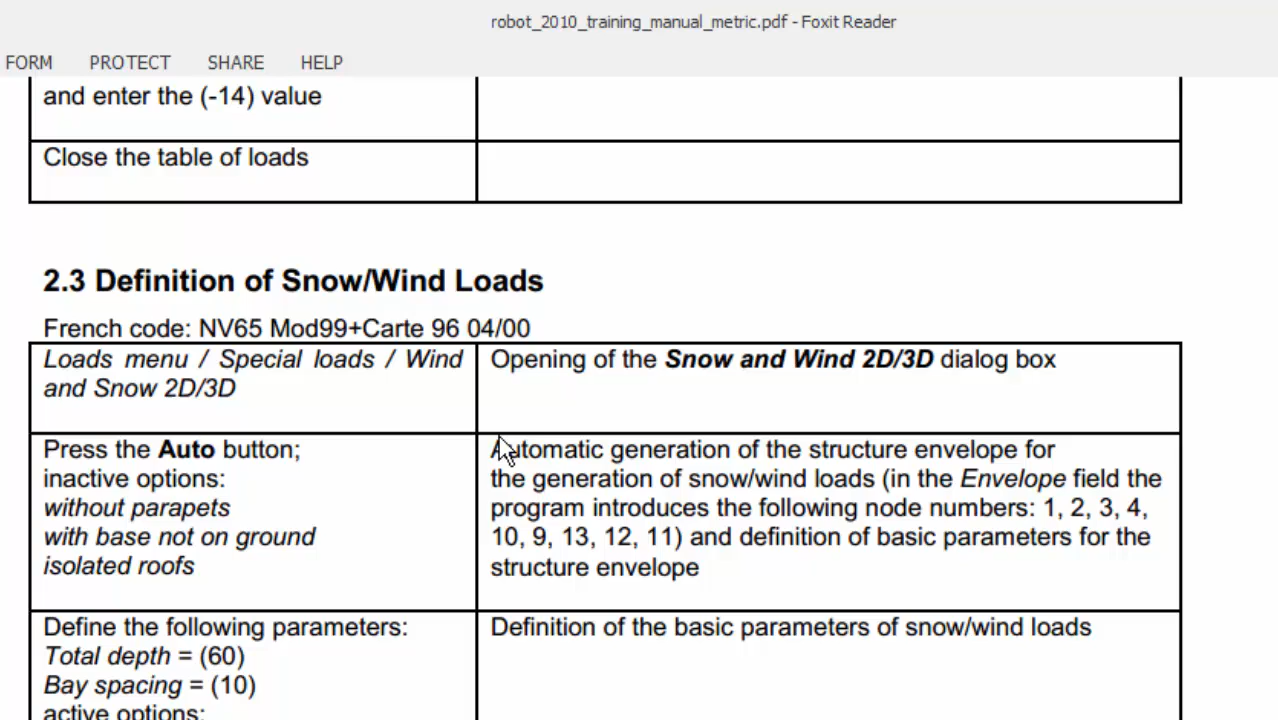 robot_2010_training_manual_metric.pdf - Foxit Reader
FORM PROTECT SHARE HELP
and enter the (-14) value
Close the table of loads
2.3 Definition of Snow/Wind Loads
French code: NV65 Mod99+Carte 96 04/00
Loads menu / Special loads / Wind
and Snow 2D/3D
Opening of the Snow and Wind 2D/3D dialog box
Press the Auto button;
inactive options:
without parapets
with base not on ground
isolated roofs
Automatic generation of the structure envelope for
the generation of snow/wind loads (in the Envelope field the
program introduces the following node numbers: 1, 2, 3, 4,
10, 9, 13, 12, 11) and definition of basic parameters for the
structure envelope
Define the following parameters:
Total depth = (60)
Bay spacing = (10)
active options:
Definition of the basic parameters of snow/wind loads